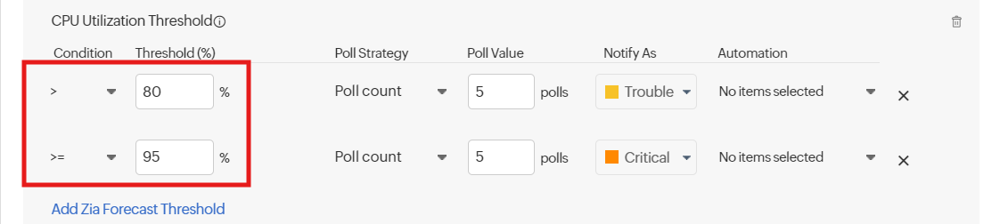 CPU Utilization Threshold
Condition Threshold (%) Poll Strategy Poll Value Notify As Automation
> 80 % Poll count 5 polls Trouble No items selected
>= 95 % Poll count 5 polls Critical No items selected
Add Zia Forecast Threshold